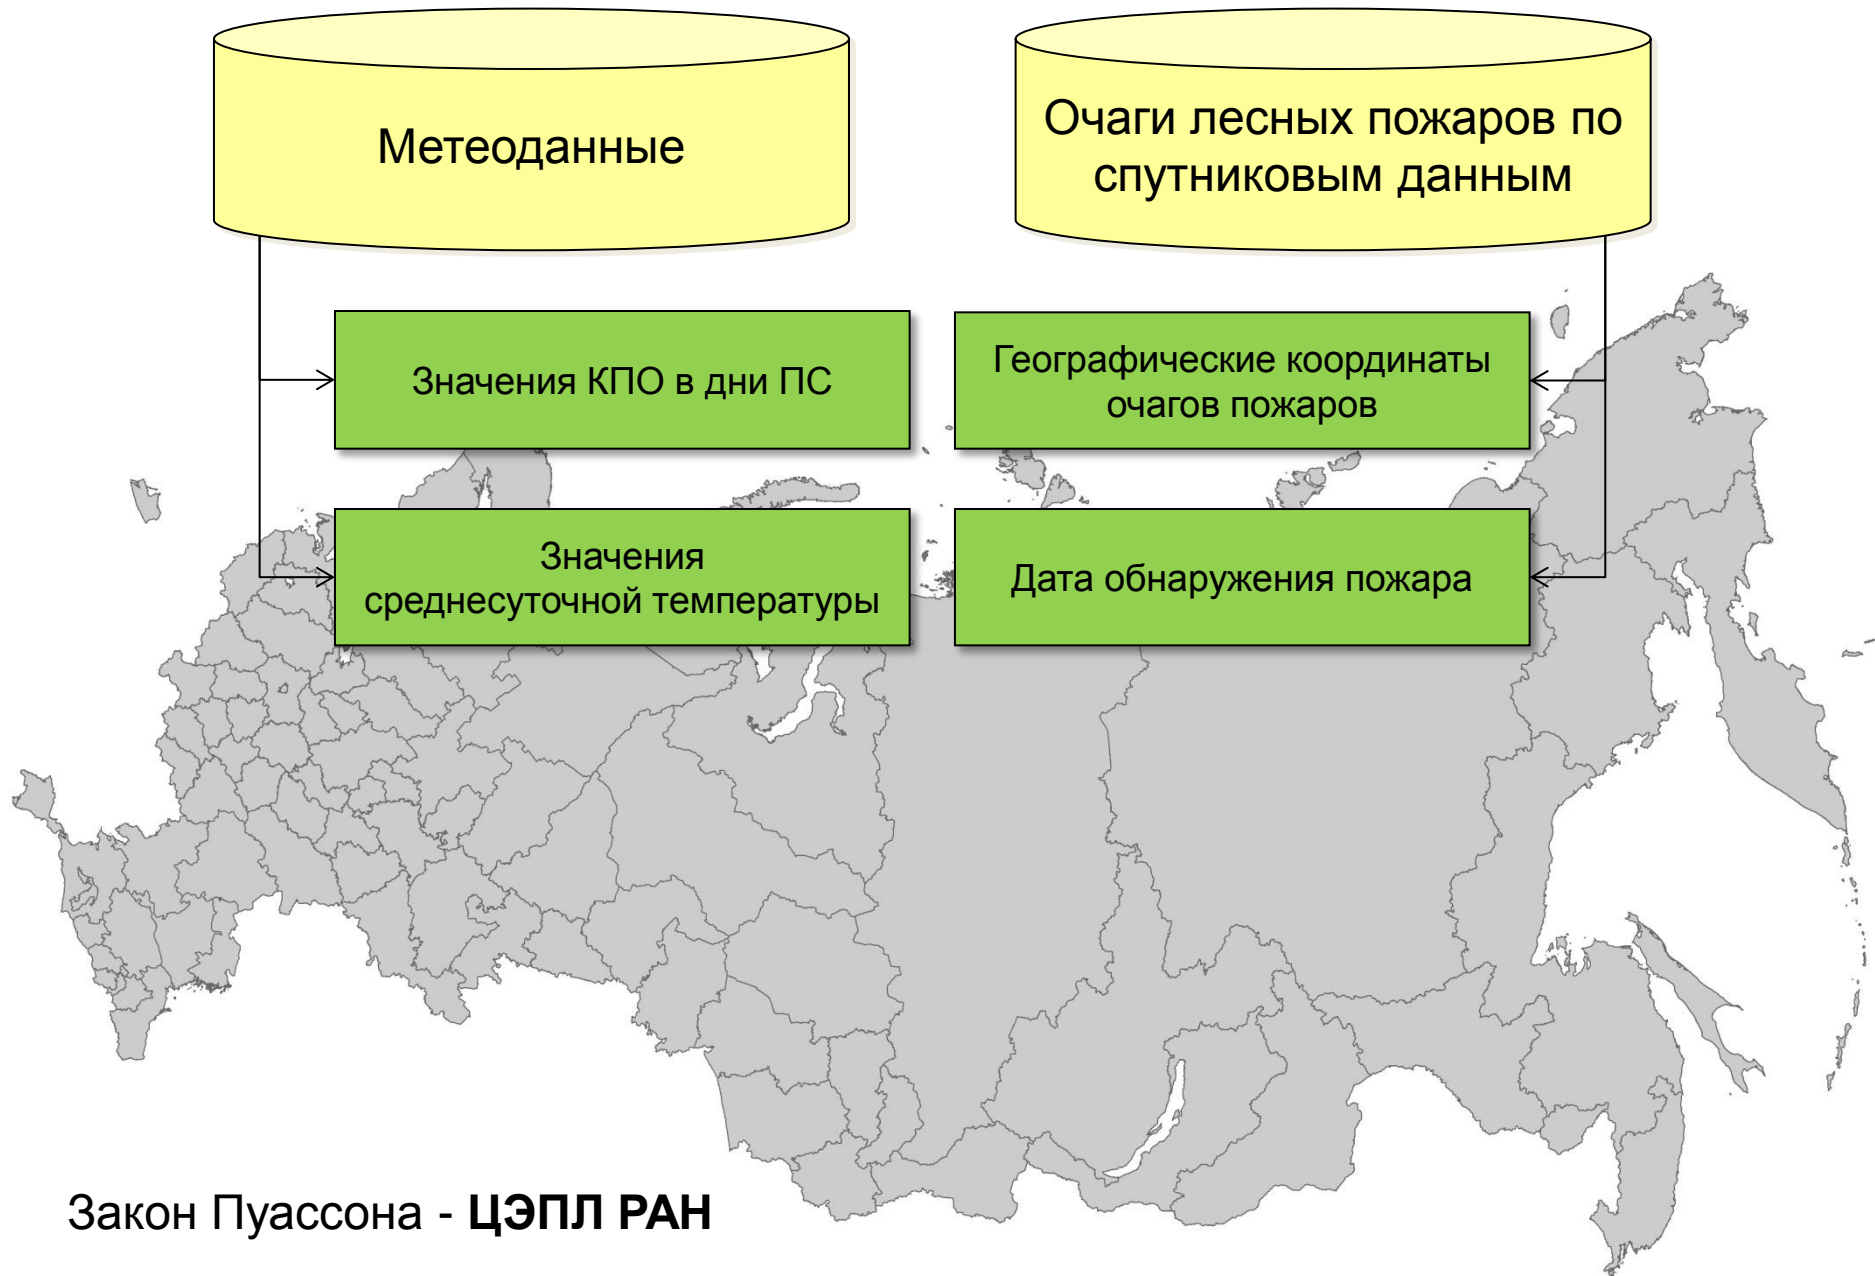 Метеоданные
Очаги лесных пожаров по
спутниковым данным
Значения КПО в дни ПС
Географические координаты
очагов пожаров
Значения
среднесуточной температуры
Дата обнаружения пожара
Закон Пуассона - ЦЭПЛ РАН